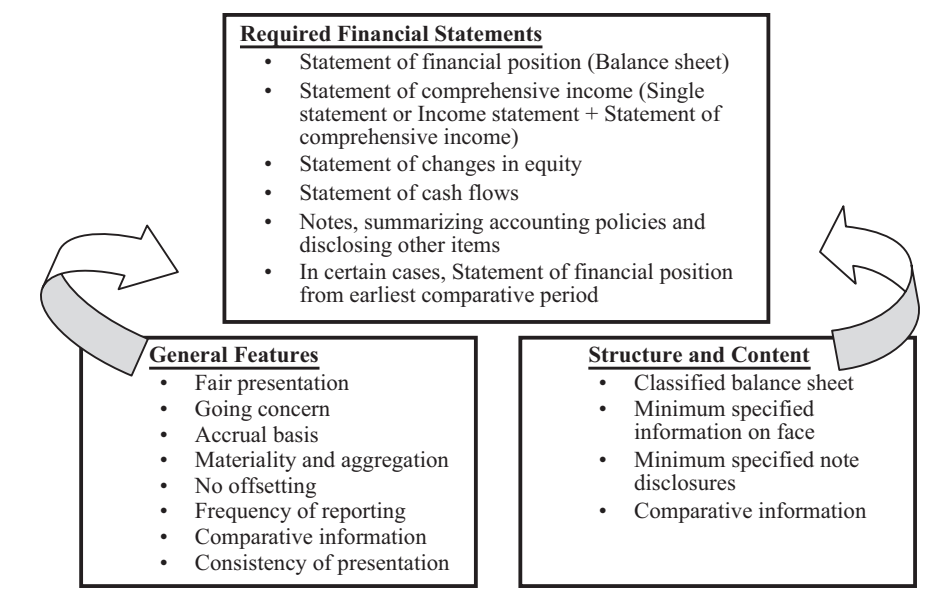 Required Financial Statements
• Statement of financial position (Balance sheet)
• Statement of comprehensive income (Single
statement or Income statement + Statement of
comprehensive income)
• Statement of changes in equity
• Statement of cash flows
• Notes, summarizing accounting policies and
disclosing other items
• In certain cases, Statement of financial position
from earliest comparative period
General Features
• Fair presentation
• Going concern
• Accrual basis
• Materiality and aggregation
• No offsetting
• Frequency of reporting
• Comparative information
• Consistency of presentation
Structure and Content
• Classified balance sheet
• Minimum specified
information on face
• Minimum specified note
disclosures
• Comparative information